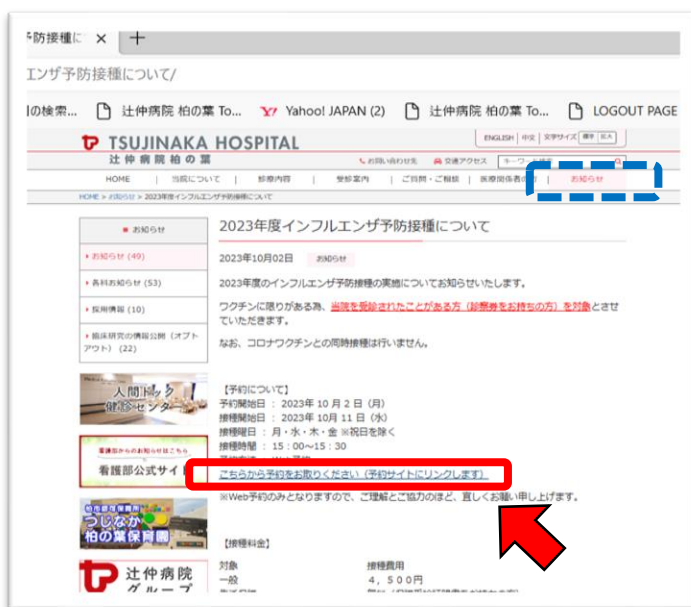 予防接種に × +
エンザ予防接種について/
の検索... 辻仲病院 柏の葉 To... Yahoo! JAPAN (2) 辻仲病院 柏の葉 To... LOGOUT PAGE
TSUJINAKA HOSPITAL
ENGLISH | 中文 | 文字サイズ 標準 拡大
辻仲病院柏の葉
お問い合わせ先 交通アクセス キーワード検索
HOME | 当院について | 診療内容 | 受診案内 | ご質問・ご相談 | 医療関係者の方 | お知らせ
HOME > お知らせ > 2023年度インフルエンザ予防接種について
■ お知らせ
お知らせ (49)
各科お知らせ (53)
採用情報 (10)
臨床研究の情報公開（オプト
アウト） (22)
人間ドック
健診センター
看護部からのお知らせはこちら
看護部公式サイ
つじなか
柏の葉保育園
辻仲病院
グループ
2023年度インフルエンザ予防接種について
2023年10月02日 お知らせ
2023年度のインフルエンザ予防接種の実施についてお知らせいたします。
ワクチンに限りがある為、当院を受診されたことがある方（診察券をお持ちの方）を対象とさせ
ていただきます。
なお、コロナワクチンとの同時接種は行いません。
【予約について】
予約開始日 ： 2023年 10 月 2 日（月）
接種開始日 ： 2023年 10月 11 日（水）
接種曜日 ： 月・水・木・金 ※祝日を除く
接種時間 ： 15：00～15：30
こちらから予約をお取りください（予約サイトにリンクします）
※Web予約のみとなりますので、ご理解とご協力のほど、宜しくお願い申し上げます。
【接種料金】
対象 接種費用
一般 4，500円